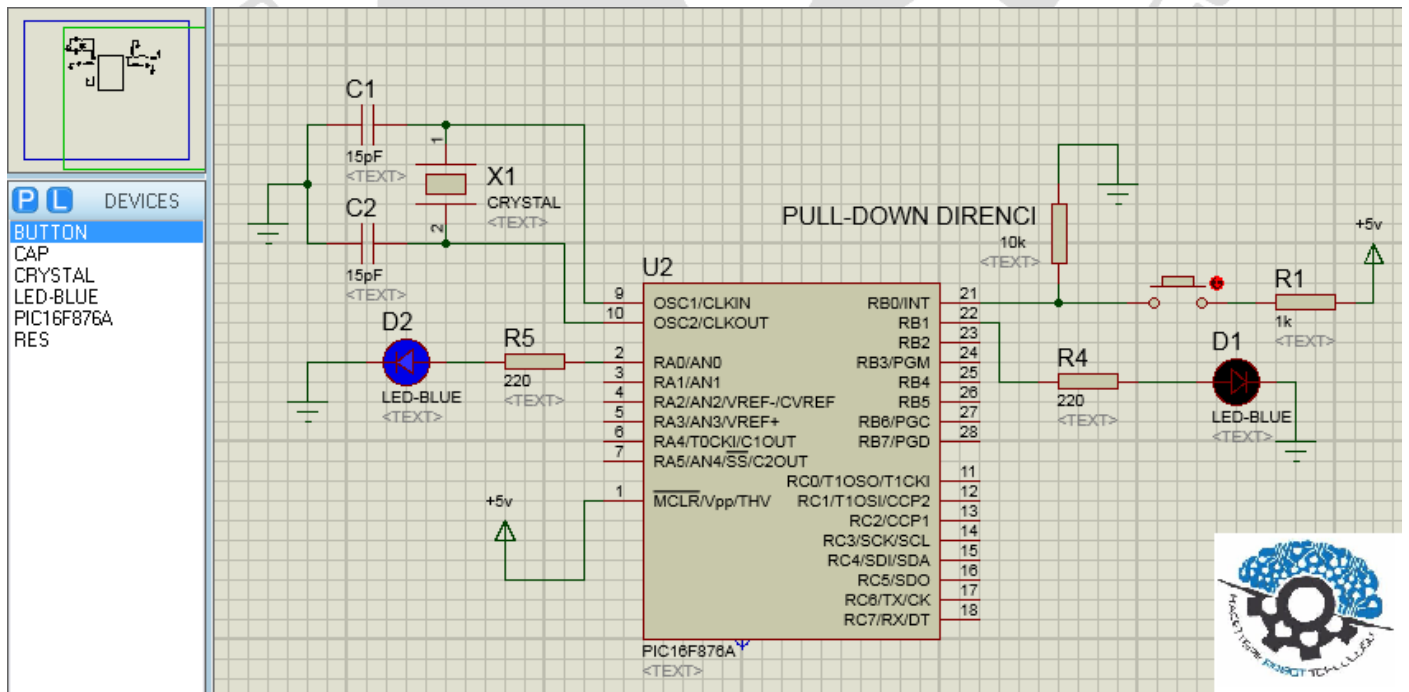 P L DEVICES
BUTTON
CAP
CRYSTAL
LED-BLUE
PIC16F876A
RES
C1
15pF
<TEXT>
1
X1
CRYSTAL
<TEXT>
2
C2
15pF
<TEXT>
PULL-DOWN DIRENCI
10k
<TEXT>
+5v
R1
1k
<TEXT>
D2
LED-BLUE
<TEXT>
R5
220
<TEXT>
+5v
U2
9 OSC1/CLKIN
10 OSC2/CLKOUT
2 RA0/AN0
3 RA1/AN1
4 RA2/AN2/VREF-/CVREF
5 RA3/AN3/VREF+
6 RA4/T0CKI/C1OUT
7 RA5/AN4/SS/C2OUT
1 MCLR/Vpp/THV
RB0/INT 21
RB1 22
RB2 23
RB3/PGM 24
RB4 25
RB5 26
RB6/PGC 27
RB7/PGD 28
RC0/T1OSO/T1CKI 11
RC1/T1OSI/CCP2 12
RC2/CCP1 13
RC3/SCK/SCL 14
RC4/SDI/SDA 15
RC5/SDO 16
RC6/TX/CK 17
RC7/RX/DT 18
PIC16F876A
<TEXT>
R4
220
<TEXT>
D1
LED-BLUE
<TEXT>
HACETTEPE ROBOT TOPLULUĞU